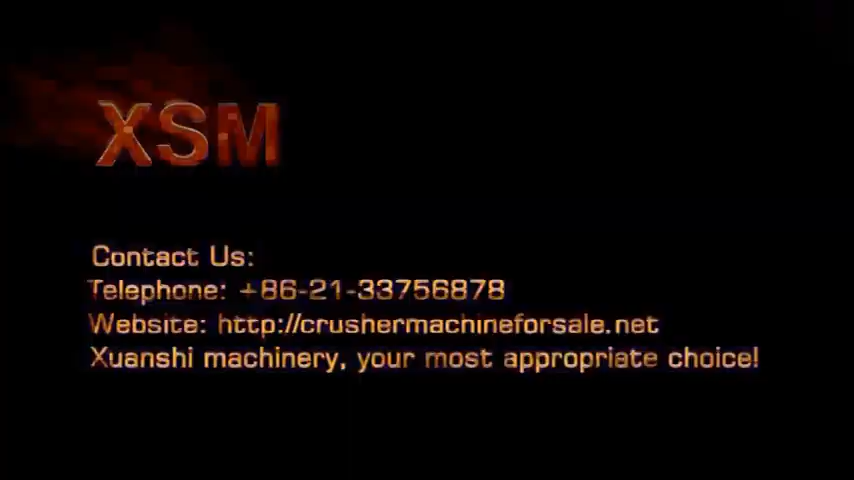 XSM
Contact Us:
Telephone: +86-21-33756878
Website: http://crushermachineforsale.net
Xuanshi machinery, your most appropriate choice!